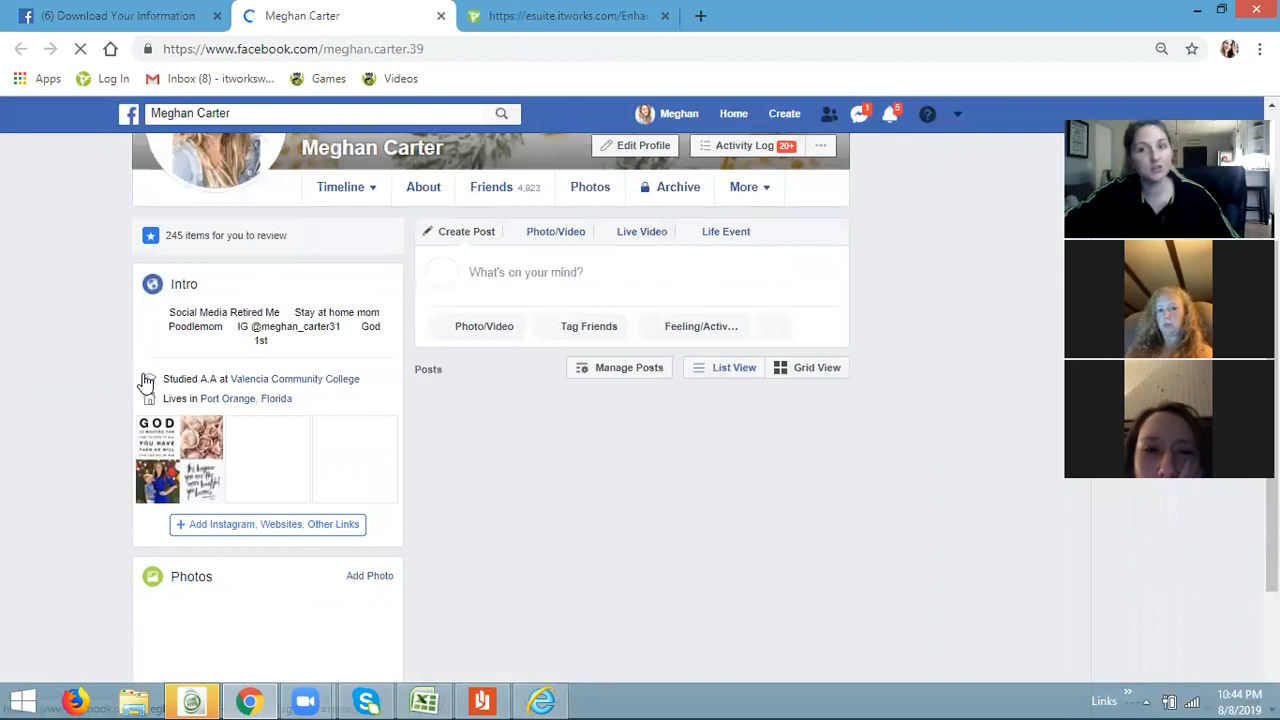 (6) Download Your Information
Meghan Carter
https://esuite.itworks.com/Enha
https://www.facebook.com/meghan.carter.39
Apps
Log In
Inbox (8) - itworksw...
Games
Videos
Meghan Carter
Meghan
Home
Create
1
5
Meghan Carter
Edit Profile
Activity Log 20+
Timeline
About
Friends 4,923
Photos
Archive
More
245 items for you to review
Create Post
Photo/Video
Live Video
Life Event
What's on your mind?
Photo/Video
Tag Friends
Feeling/Activ...
Intro
Social Media Retired Me Stay at home mom
Poodlemom IG @meghan_carter31 God
1st
Posts
Manage Posts
List View
Grid View
Studied A.A at Valencia Community College
Lives in Port Orange, Florida
GOD
YOU HAVE
+ Add Instagram, Websites, Other Links
Photos
Add Photo
Links
10:44 PM
8/8/2019